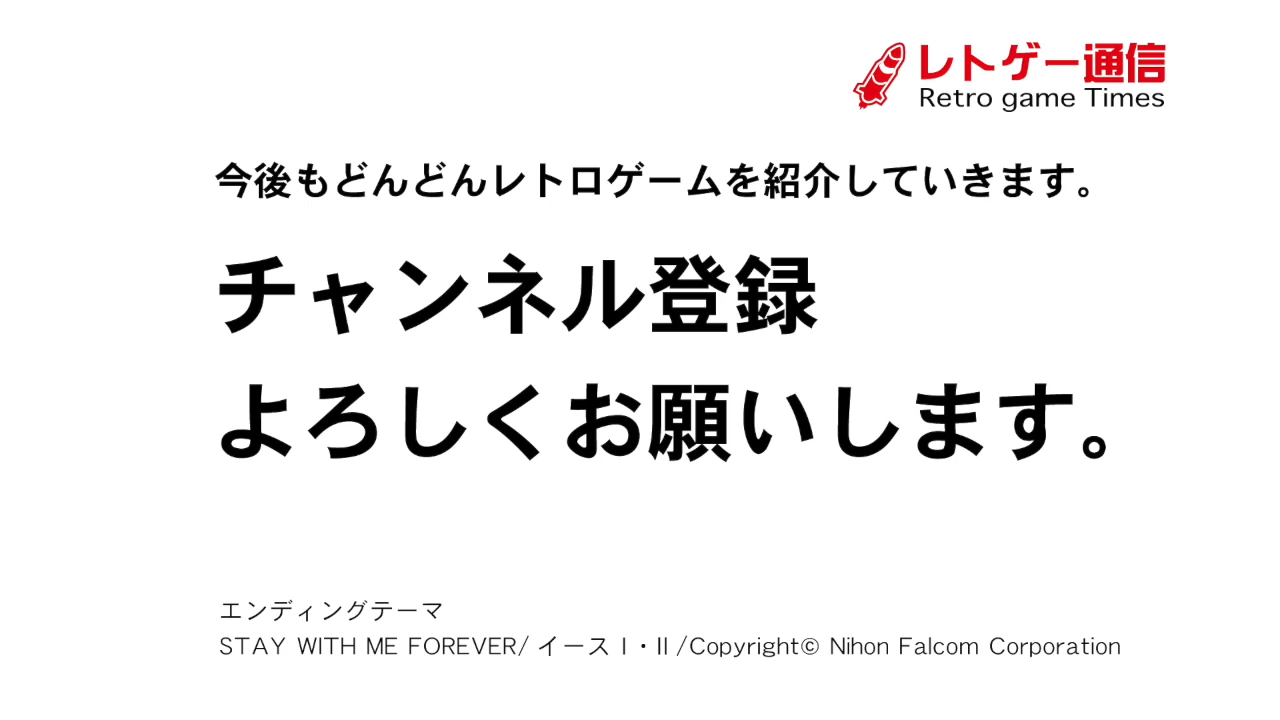 レトゲー通信
Retro game Times
今後もどんどんレトロゲームを紹介していきます。
チャンネル登録
よろしくお願いします。
エンディングテーマ
STAY WITH ME FOREVER/ イースⅠ・Ⅱ /Copyright© Nihon Falcom Corporation